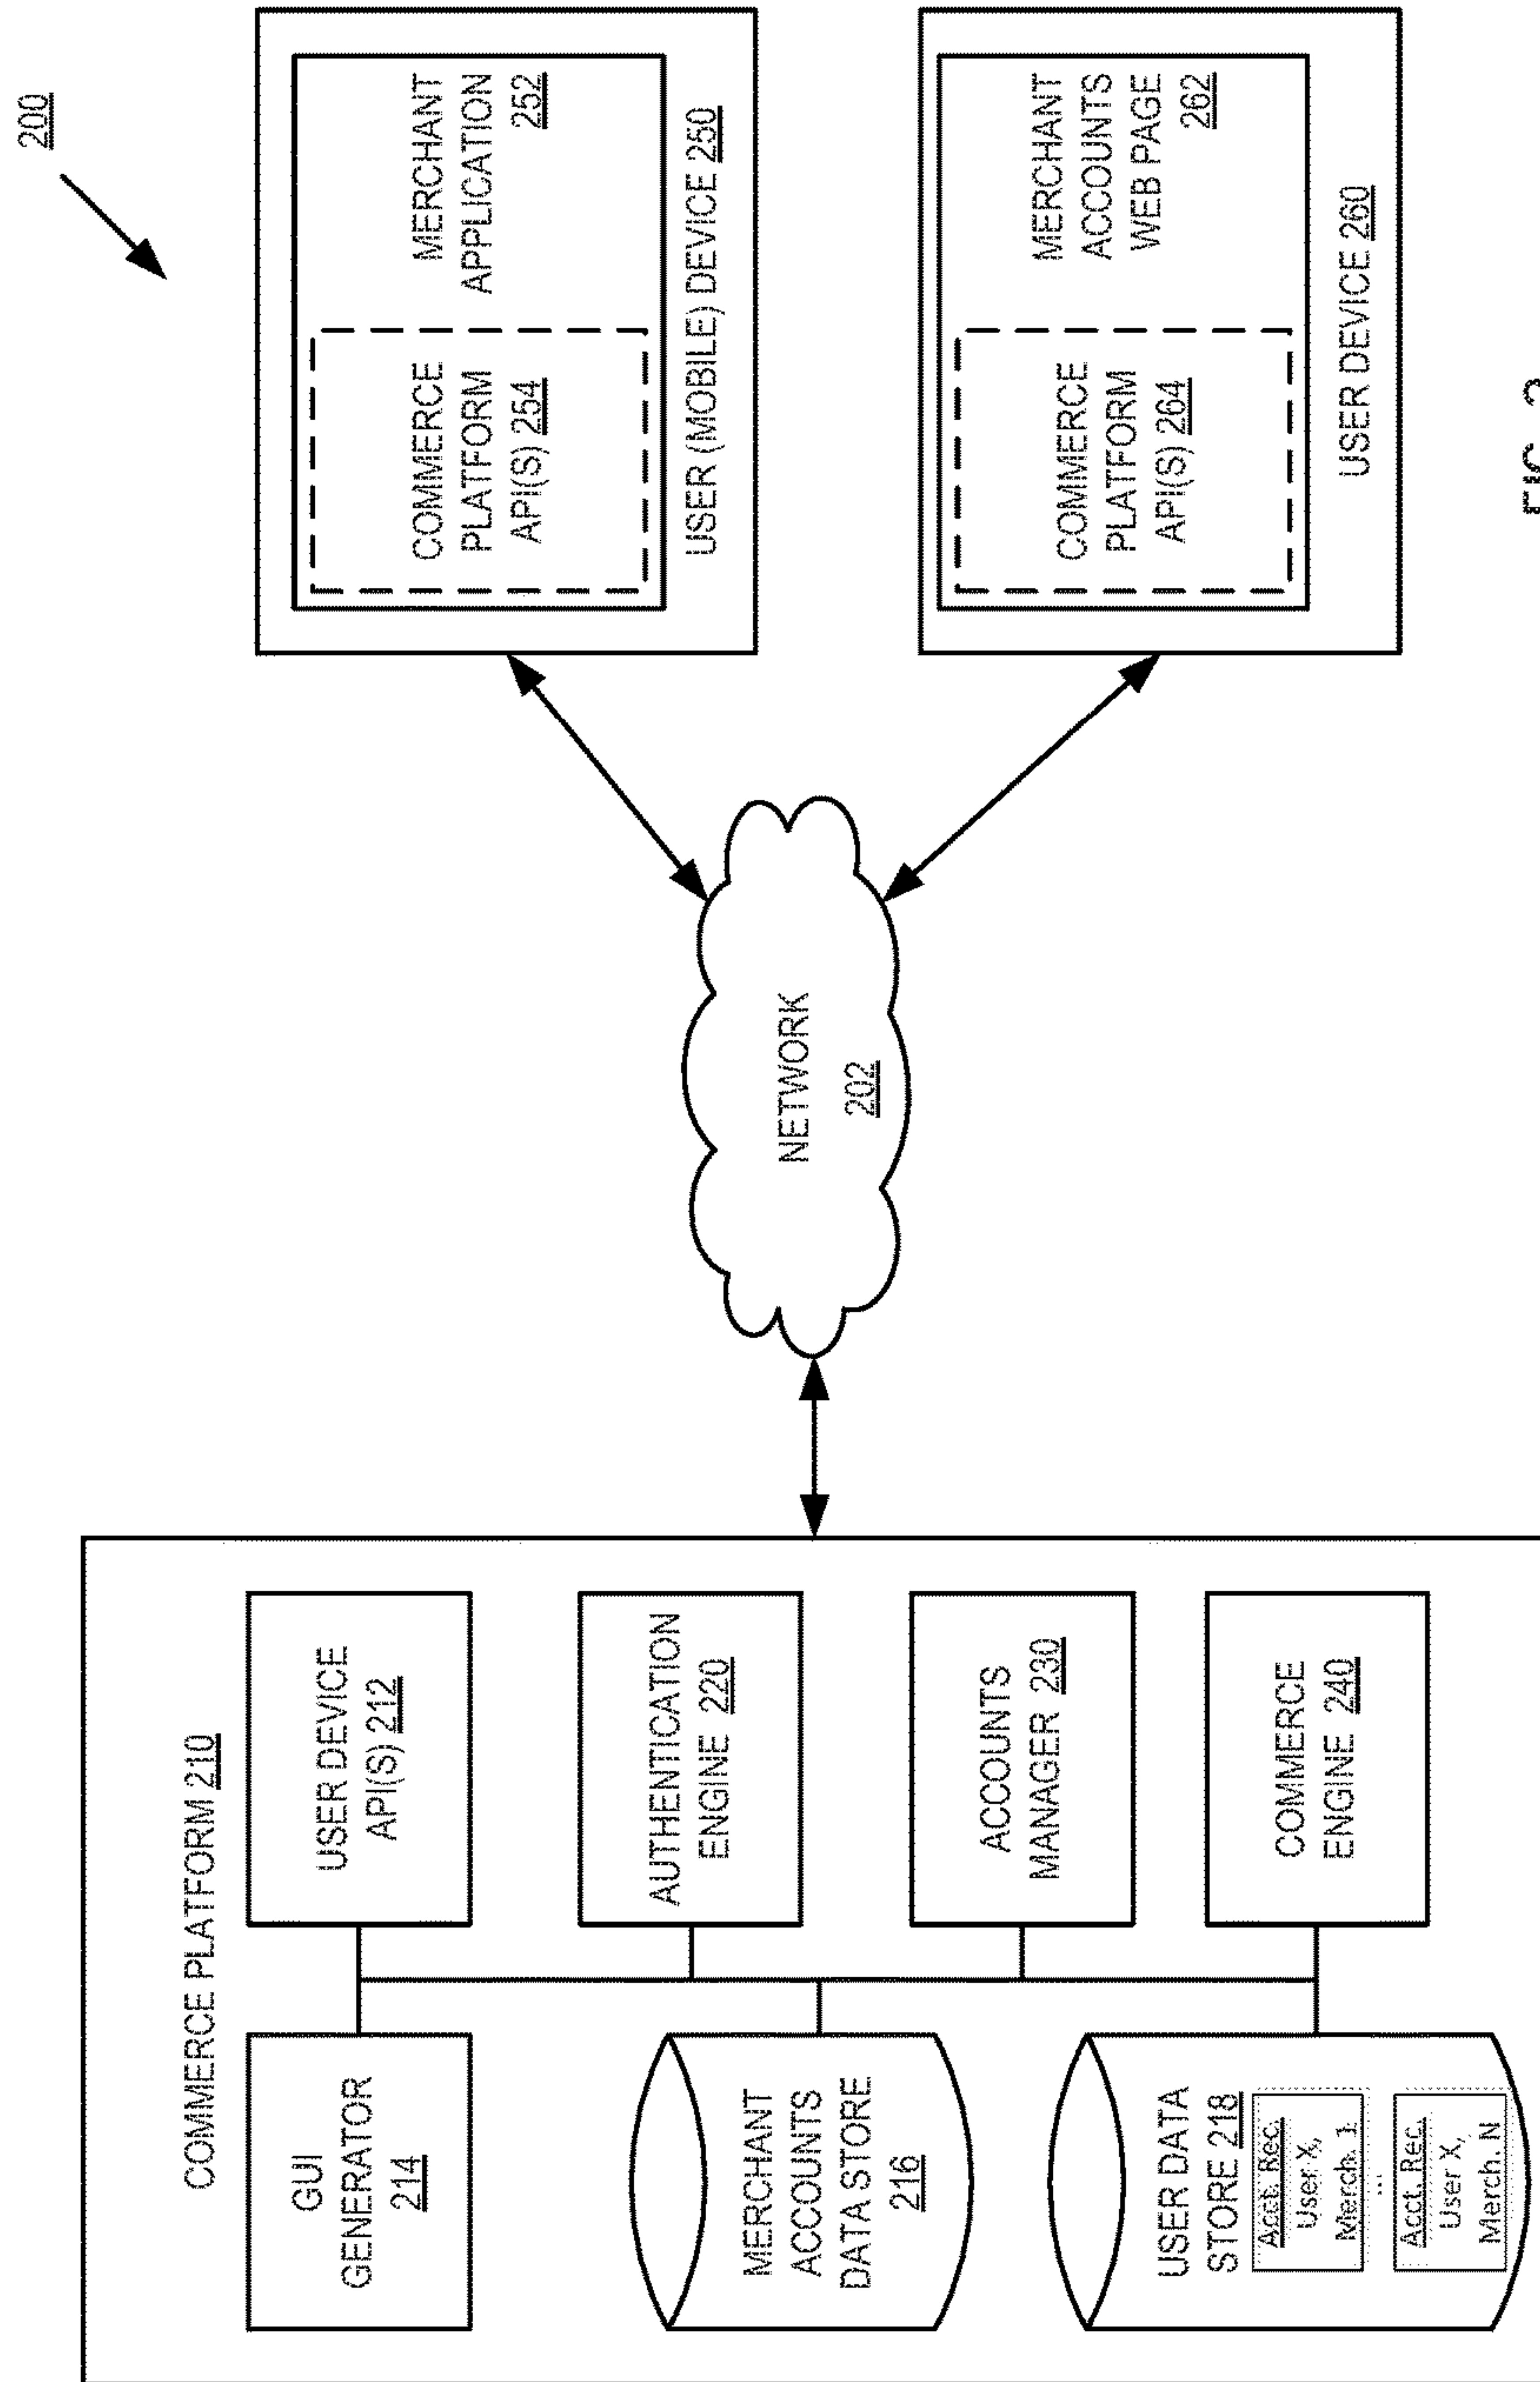 200
COMMERCE PLATFORM 210
GUI
GENERATOR
214
USER DEVICE
API(S) 212
MERCHANT
ACCOUNTS
DATA STORE
216
AUTHENTICATION
ENGINE 220
ACCOUNTS
MANAGER 230
USER DATA
STORE 218
Acct. Rec.
User X,
Merch. 1
...
Acct. Rec.
User X,
Merch. N
COMMERCE
ENGINE 240
NETWORK
202
COMMERCE
PLATFORM
API(S) 254
MERCHANT
APPLICATION
252
USER (MOBILE) DEVICE 250
COMMERCE
PLATFORM
API(S) 264
MERCHANT
ACCOUNTS
WEB PAGE
262
USER DEVICE 260